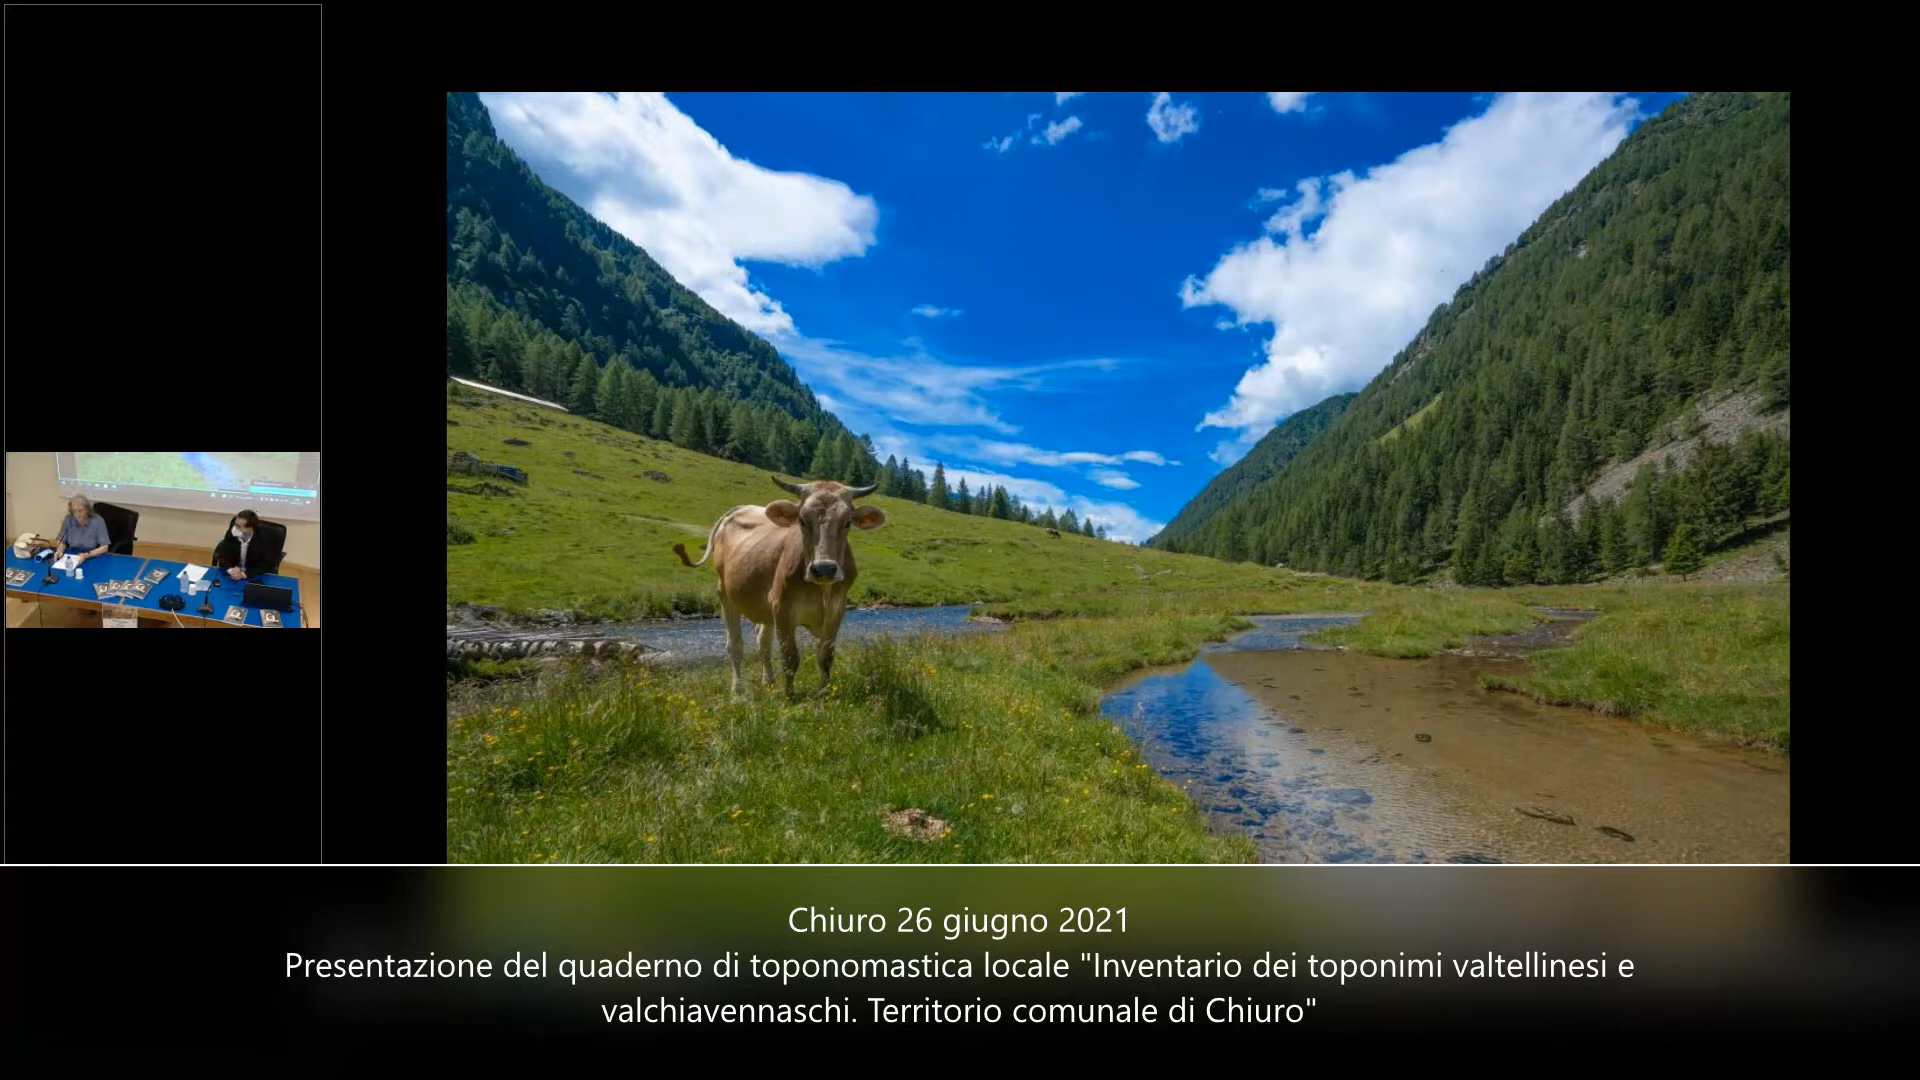 Chiuro 26 giugno 2021
Presentazione del quaderno di toponomastica locale "Inventario dei toponimi valtellinesi e
valchiavennaschi. Territorio comunale di Chiuro"